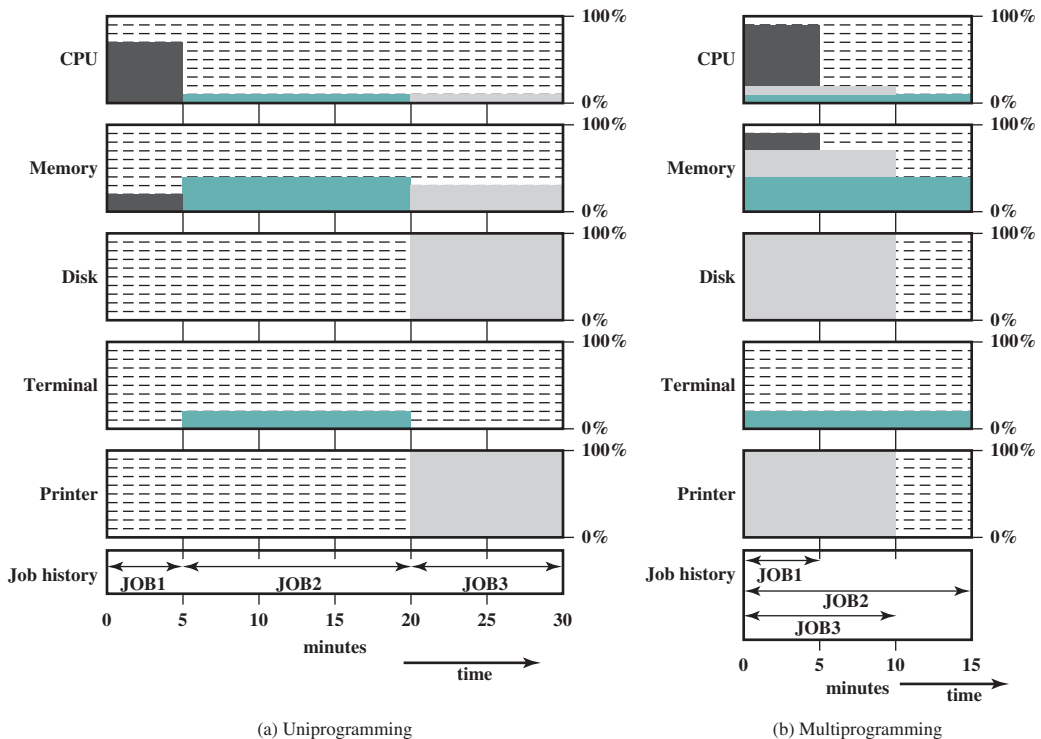 100%
CPU
0%
100%
Memory
0%
100%
Disk
0%
100%
Terminal
0%
100%
Printer
0%
Job history
JOB1 JOB2 JOB3
0 5 10 15 20 25 30
minutes
time
(a) Uniprogramming
100%
CPU
0%
100%
Memory
0%
100%
Disk
0%
100%
Terminal
0%
100%
Printer
0%
Job history
JOB1
JOB2
JOB3
0 5 10 15
minutes
time
(b) Multiprogramming